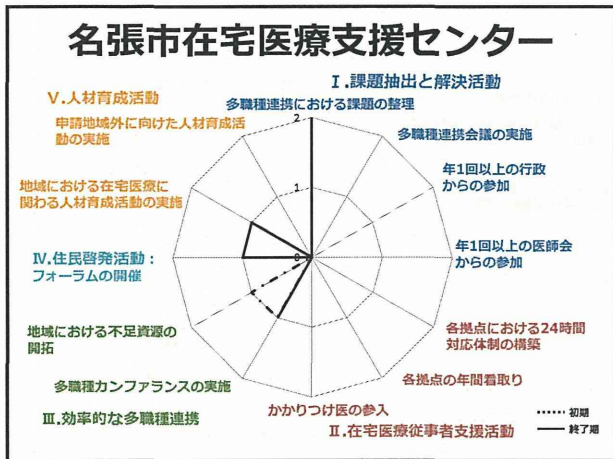 名張市在宅医療支援センター
Ⅰ.課題抽出と解決活動
多職種連携における課題の整理
多職種連携会議の実施
年1回以上の行政
からの参加
年1回以上の医師会
からの参加
各拠点における24時間
対応体制の構築
各拠点の年間看取り
Ⅱ.在宅医療従事者支援活動
かかりつけ医の参入
Ⅲ.効率的な多職種連携
多職種カンファランスの実施
地域における不足資源の
開拓
Ⅳ.住民啓発活動：
フォーラムの開催
Ⅴ.人材育成活動
地域における在宅医療に
関わる人材育成活動の実施
申請地域外に向けた人材育成活
動の実施
2
1
0
初期
終了期